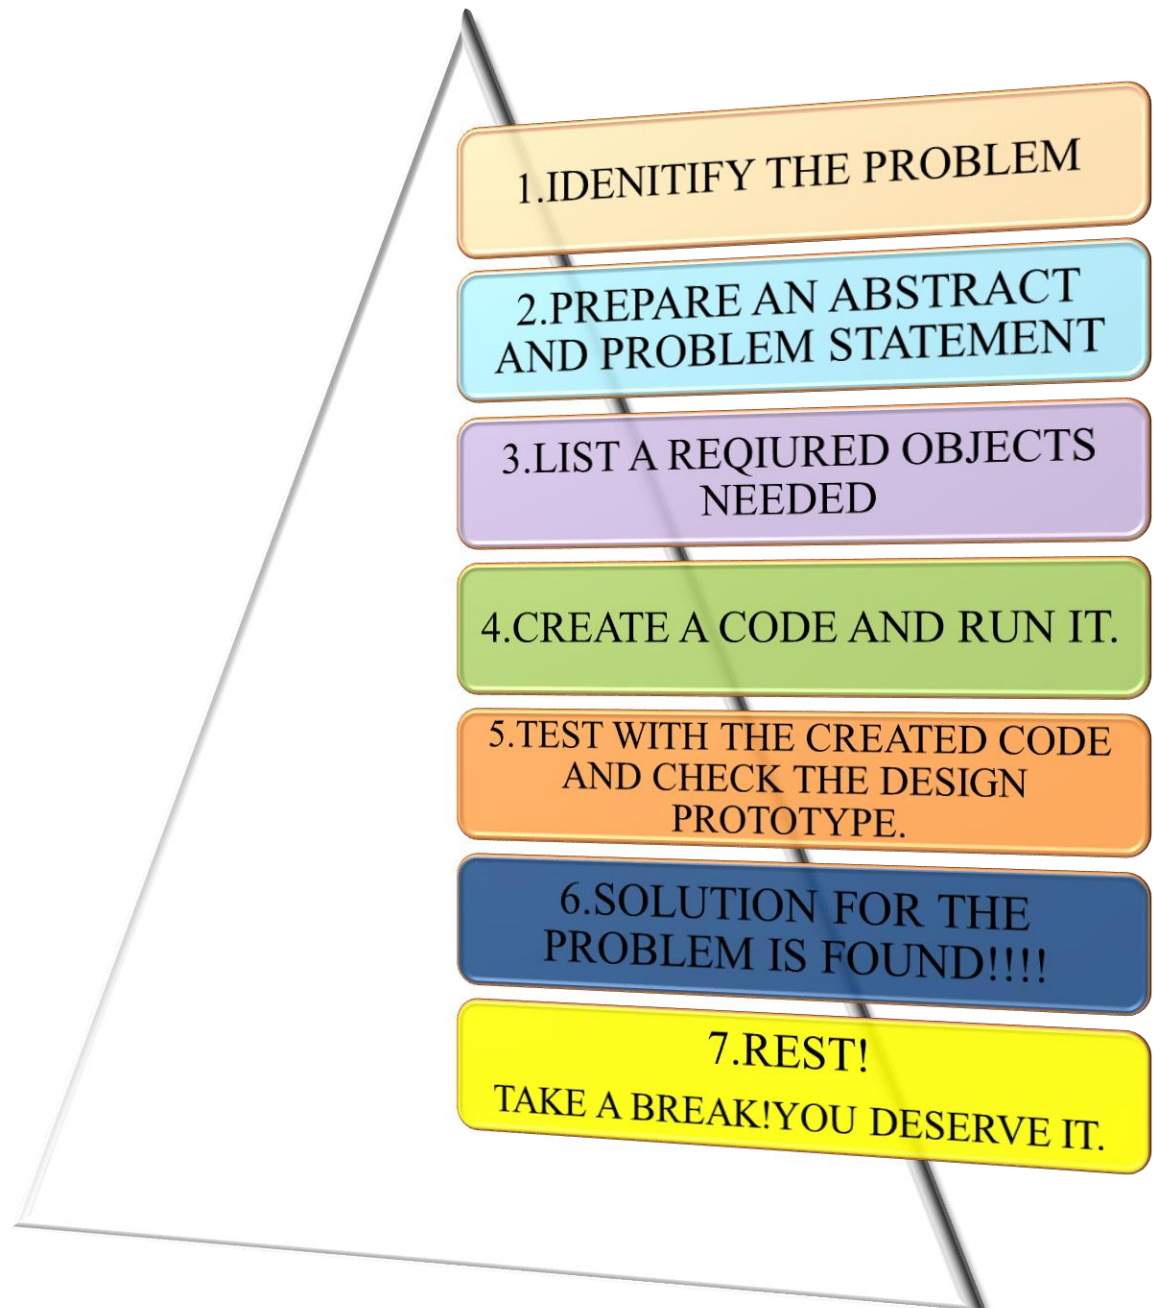 1.IDENITIFY THE PROBLEM
2.PREPARE AN ABSTRACT
AND PROBLEM STATEMENT
3.LIST A REQIURED OBJECTS
NEEDED
4.CREATE A CODE AND RUN IT.
5.TEST WITH THE CREATED CODE
AND CHECK THE DESIGN
PROTOTYPE.
6.SOLUTION FOR THE
PROBLEM IS FOUND!!!!
7.REST!
TAKE A BREAK!YOU DESERVE IT.